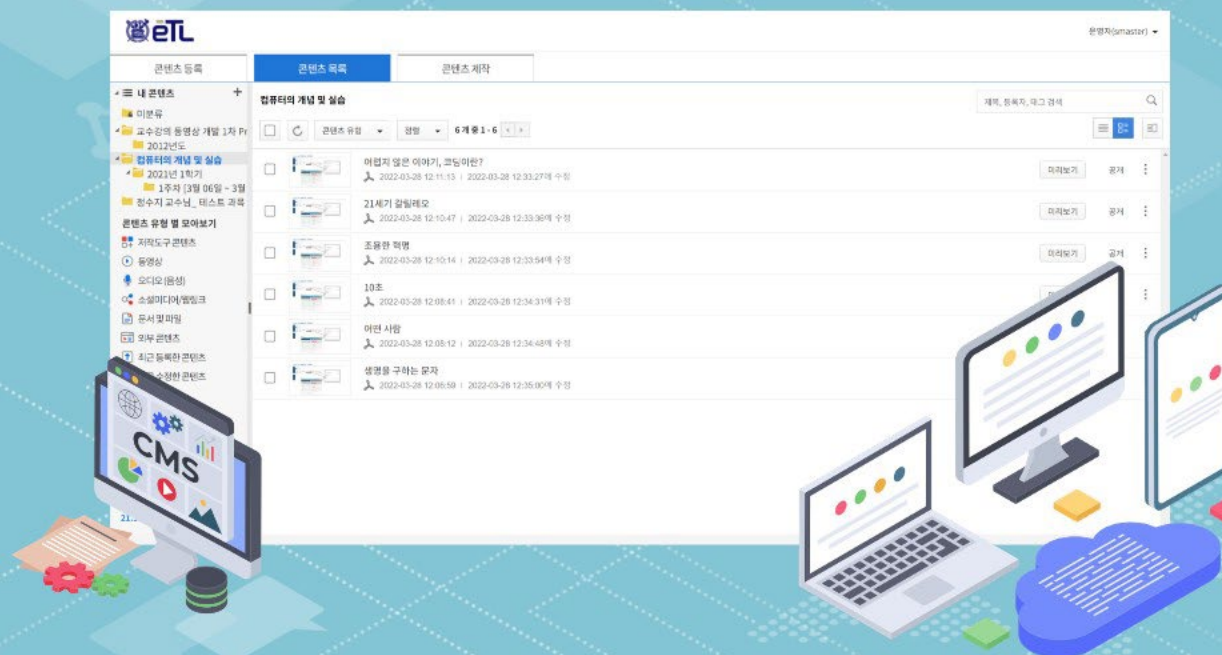 eTL
운영자(smaster)
콘텐츠 등록
콘텐츠 목록
콘텐츠 제작
내 콘텐츠 +
미분류
교수강의 동영상 개발 1차 Pr
2012년도
컴퓨터의 개념 및 실습
2021년 1학기
1주차 [3월 06일 ~ 3월
정수지 교수님_ 테스트 과목
콘텐츠 유형 별 모아보기
저작도구 콘텐츠
동영상
오디오(음성)
소셜미디어/웹링크
문서 및 파일
외부 콘텐츠
최근 등록한 콘텐츠
수정한 콘텐츠
컴퓨터의 개념 및 실습
제목, 등록자, 태그 검색
콘텐츠 유형
정렬
6개 중 1 - 6
어렵지 않은 이야기, 코딩이란?
2022-03-28 12:11:13 | 2022-03-28 12:33:27에 수정
미리보기 공개
21세기 갈릴레오
2022-03-28 12:10:47 | 2022-03-28 12:33:36에 수정
미리보기 공개
조용한 혁명
2022-03-28 12:10:14 | 2022-03-28 12:33:54에 수정
미리보기 공개
10초
2022-03-28 12:08:41 | 2022-03-28 12:34:31에 수정
어떤 사람
2022-03-28 12:08:12 | 2022-03-28 12:34:48에 수정
생명을 구하는 문자
2022-03-28 12:05:59 | 2022-03-28 12:35:00에 수정
CMS